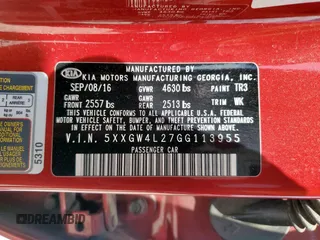 MANUFACTURED BY
KIA KIA MOTORS MANUFACTURING GEORGIA, INC.
SEP/08/16 GVWR 4630 lbs PAINT TR3
GAWR FRONT 2557 lbs GAWR REAR 2513 lbs TRIM WK
THIS VEHICLE CONFORMS TO ALL APPLICABLE
U.S.A FEDERAL MOTOR VEHICLE SAFETY, BUMPER,
AND THEFT PREVENTION STANDARDS IN EFFECT ON
THE DATE OF MANUFACTURE SHOWN ABOVE.
V.I.N. 5XXGW4L27GG113955
PASSENGER CAR
5310
DREAMBID